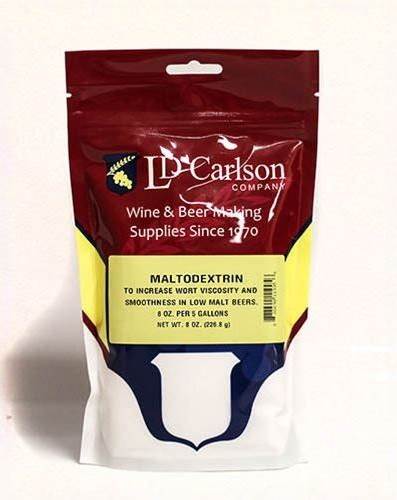 LD Carlson
COMPANY
Wine & Beer Making
Supplies Since 1970
MALTODEXTRIN
TO INCREASE WORT VISCOSITY AND
SMOOTHNESS IN LOW MALT BEERS.
8 OZ. PER 5 GALLONS
NET WT. 8 OZ. (226.8 g)